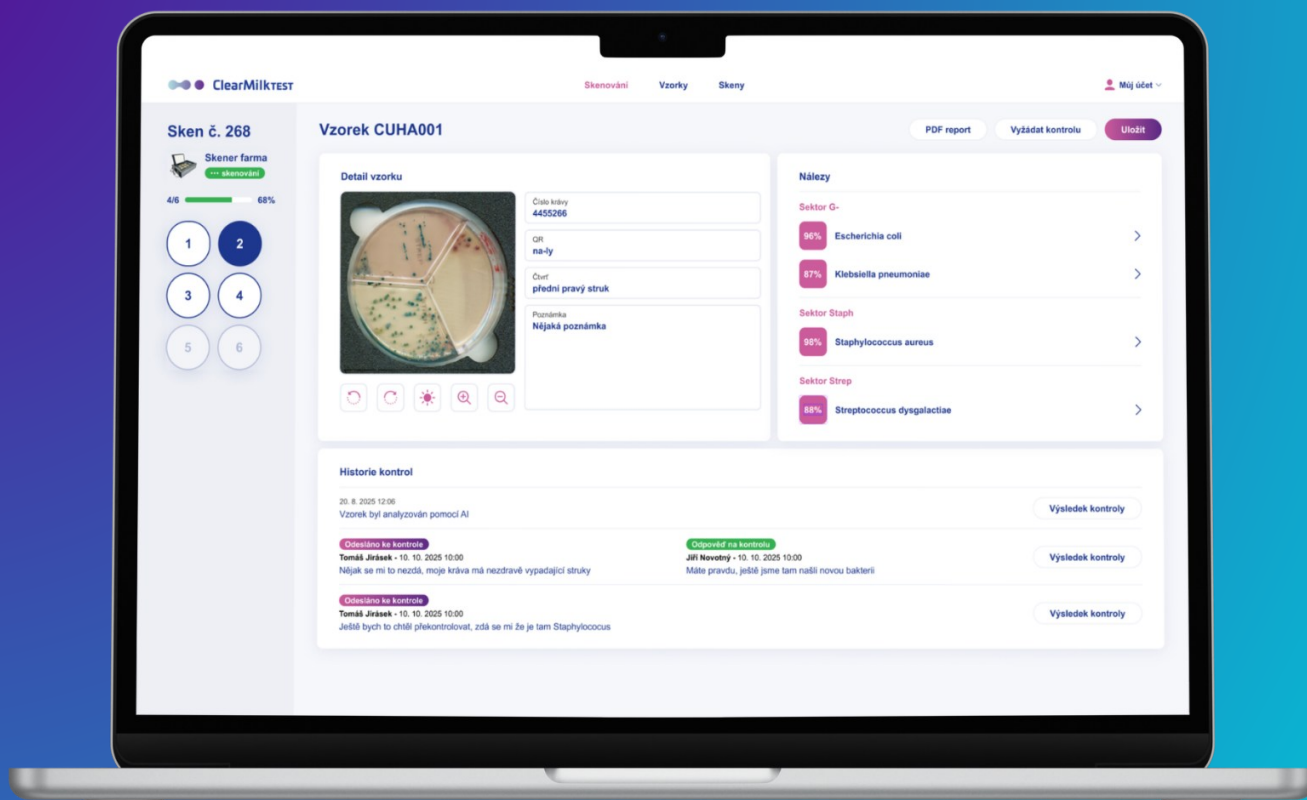 ClearMilkTEST
Skenování
Vzorky
Skeny
Můj účet
Sken č. 268
Skener farma
skenování
4/6
68%
1
2
3
4
5
6
Vzorek CUHA001
PDF report
Vyžádat kontrolu
Uložit
Detail vzorku
Číslo krávy
4455266
QR
na-ly
Čtvrť
přední pravý struk
Poznámka
Nějaká poznámka
Nálezy
Sektor G-
96% Escherichia coli
87% Klebsiella pneumoniae
Sektor Staph
98% Staphylococcus aureus
Sektor Strep
88% Streptococcus dysgalactiae
Historie kontrol
20. 8. 2025 12:06
Vzorek byl analyzován pomocí AI
Výsledek kontroly
Odesláno ke kontrole
Tomáš Jirásek - 10. 10. 2025 10:00
Nějak se mi to nezdá, moje kráva má nezdravě vypadající struky
Odpověď na kontrolu
Jiří Novotný - 10. 10. 2025 10:00
Máte pravdu, ještě jsme tam našli novou bakterii
Výsledek kontroly
Odesláno ke kontrole
Tomáš Jirásek - 10. 10. 2025 10:00
Ještě bych to chtěl překontrolovat, zdá se mi že je tam Staphylococus
Výsledek kontroly